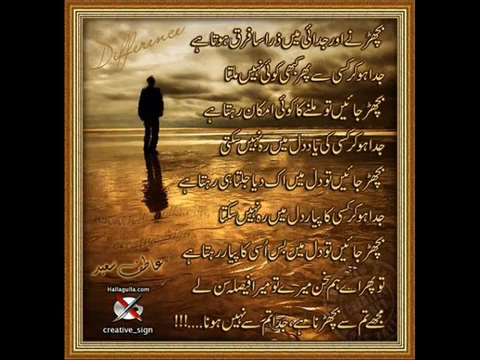 Difference
بچھڑنے اور جدائی میں ذرا سا فرق ہوتا ہے
جدا ہو کر کسی سے پھر کبھی کوئی نہیں ملتا
بچھڑ جائیں تو ملنے کا کوئی امکان رہتا ہے
جدا ہو کر کسی کی یاد دل میں رہ نہیں سکتی
بچھڑ جائیں تو دل میں اک دیا جلتا ہی رہتا ہے
جدا ہو کر کسی کا پیار دل میں رہ نہیں سکتا
بچھڑ جائیں تو دل میں بس اُسی کا پیار رہتا ہے
عاطف سعید
تو پھر اے ہم سخن میرے تو میرا فیصلہ سن لے
مجھے تم سے بچھڑنا ہے، جدا تم سے نہیں ہونا....!!!
Hallagulla.com
creative_sign